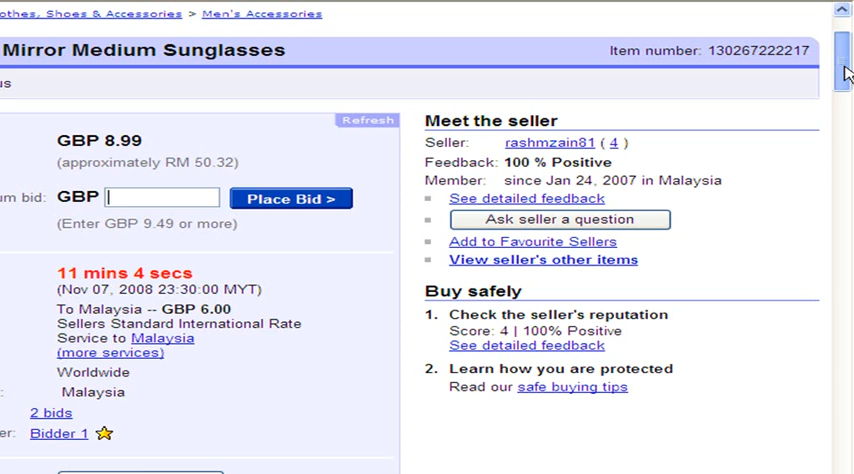 othes, Shoes & Accessories > Men's Accessories
Mirror Medium Sunglasses
Item number: 130267222217
us
Refresh
GBP 8.99
(approximately RM 50.32)
um bid: GBP
Place Bid >
(Enter GBP 9.49 or more)
11 mins 4 secs
(Nov 07, 2008 23:30:00 MYT)
To Malaysia -- GBP 6.00
Sellers Standard International Rate
Service to Malaysia
(more services)
Worldwide
: Malaysia
2 bids
er: Bidder 1
Meet the seller
Seller: rashmzain81 ( 4 )
Feedback: 100 % Positive
Member: since Jan 24, 2007 in Malaysia
See detailed feedback
Ask seller a question
Add to Favourite Sellers
View seller's other items
Buy safely
1. Check the seller's reputation
Score: 4 | 100% Positive
See detailed feedback
2. Learn how you are protected
Read our safe buying tips